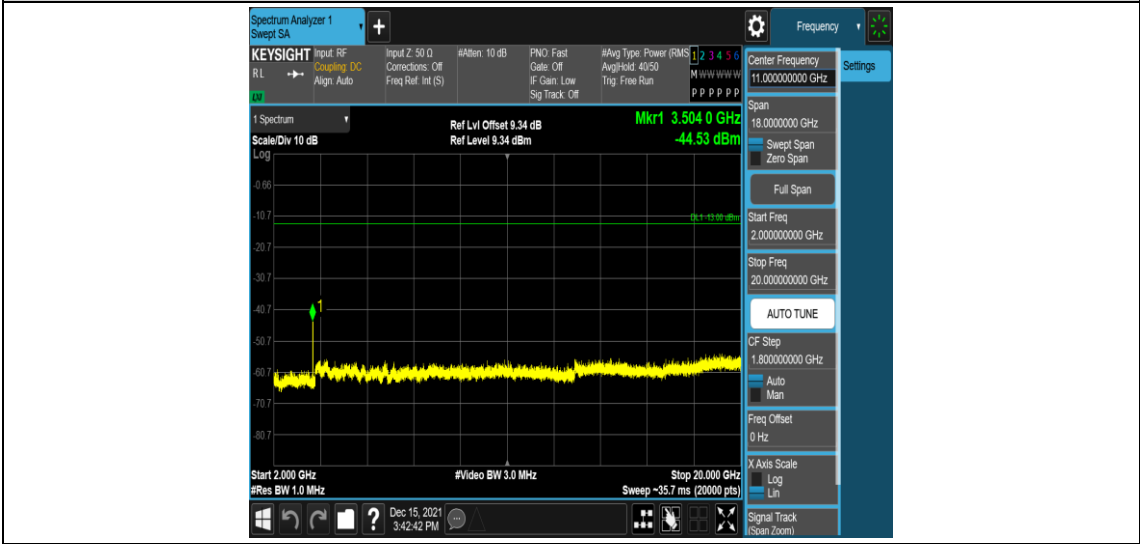 Spectrum Analyzer 1
Swept SA
+
Frequency
KEYSIGHT
RL
Input: RF
Coupling: DC
Align: Auto
Input Z: 50 Ω
Corrections: Off
Freq Ref: Int (S)
#Atten: 10 dB
PNO: Fast
Gate: Off
IF Gain: Low
Sig Track: Off
#Avg Type: Power (RMS
Avg|Hold: 40/50
Trig: Free Run
1 2 3 4 5 6
M W W W W W
P P P P P P
1 Spectrum
Scale/Div 10 dB
Log
Ref Lvl Offset 9.34 dB
Ref Level 9.34 dBm
Mkr1 3.504 0 GHz
-44.53 dBm
-0.66
-10.7
DL1 -13.00 dBm
-20.7
-30.7
-40.7
1
-50.7
-60.7
-70.7
-80.7
Start 2.000 GHz
#Res BW 1.0 MHz
#Video BW 3.0 MHz
Stop 20.000 GHz
Sweep ~35.7 ms (20000 pts)
?
Dec 15, 2021
3:42:42 PM
Center Frequency
11.000000000 GHz
Settings
Span
18.0000000 GHz
Swept Span
Zero Span
Full Span
Start Freq
2.000000000 GHz
Stop Freq
20.000000000 GHz
AUTO TUNE
CF Step
1.800000000 GHz
Auto
Man
Freq Offset
0 Hz
X Axis Scale
Log
Lin
Signal Track
(Span Zoom)